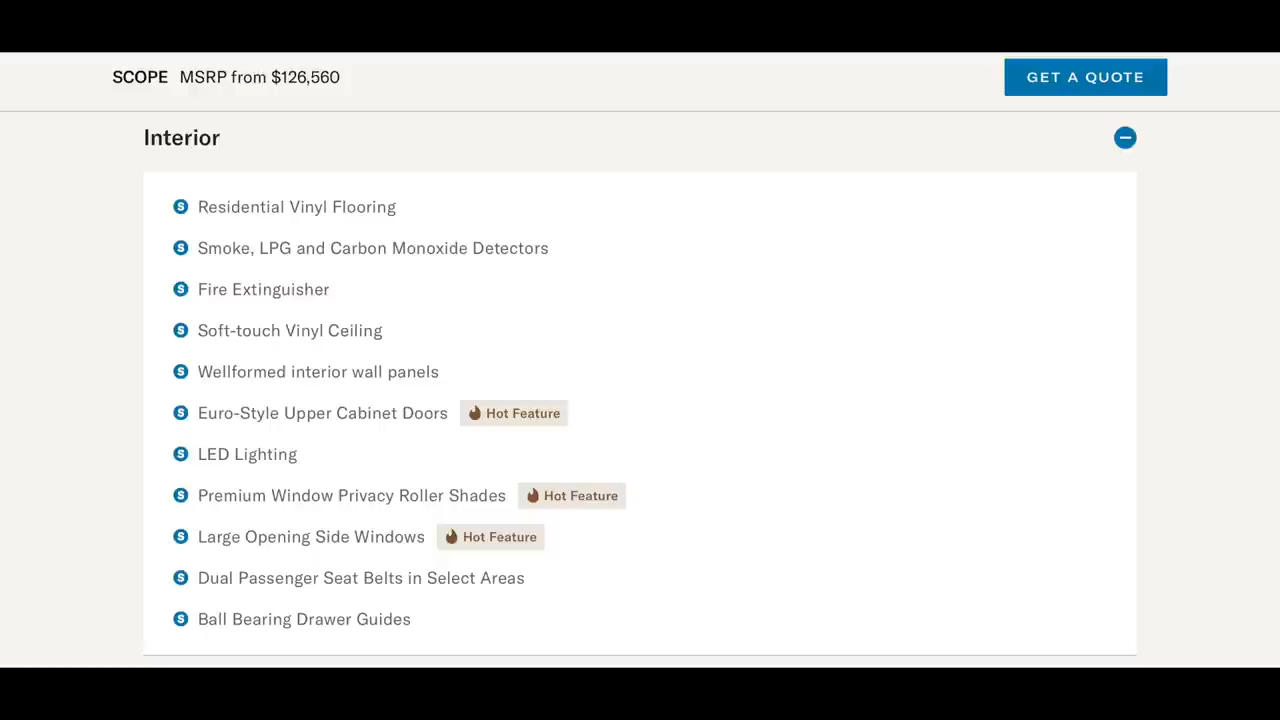 SCOPE MSRP from $126,560
GET A QUOTE
Interior
S Residential Vinyl Flooring
S Smoke, LPG and Carbon Monoxide Detectors
S Fire Extinguisher
S Soft-touch Vinyl Ceiling
S Wellformed interior wall panels
S Euro-Style Upper Cabinet Doors Hot Feature
S LED Lighting
S Premium Window Privacy Roller Shades Hot Feature
S Large Opening Side Windows Hot Feature
S Dual Passenger Seat Belts in Select Areas
S Ball Bearing Drawer Guides